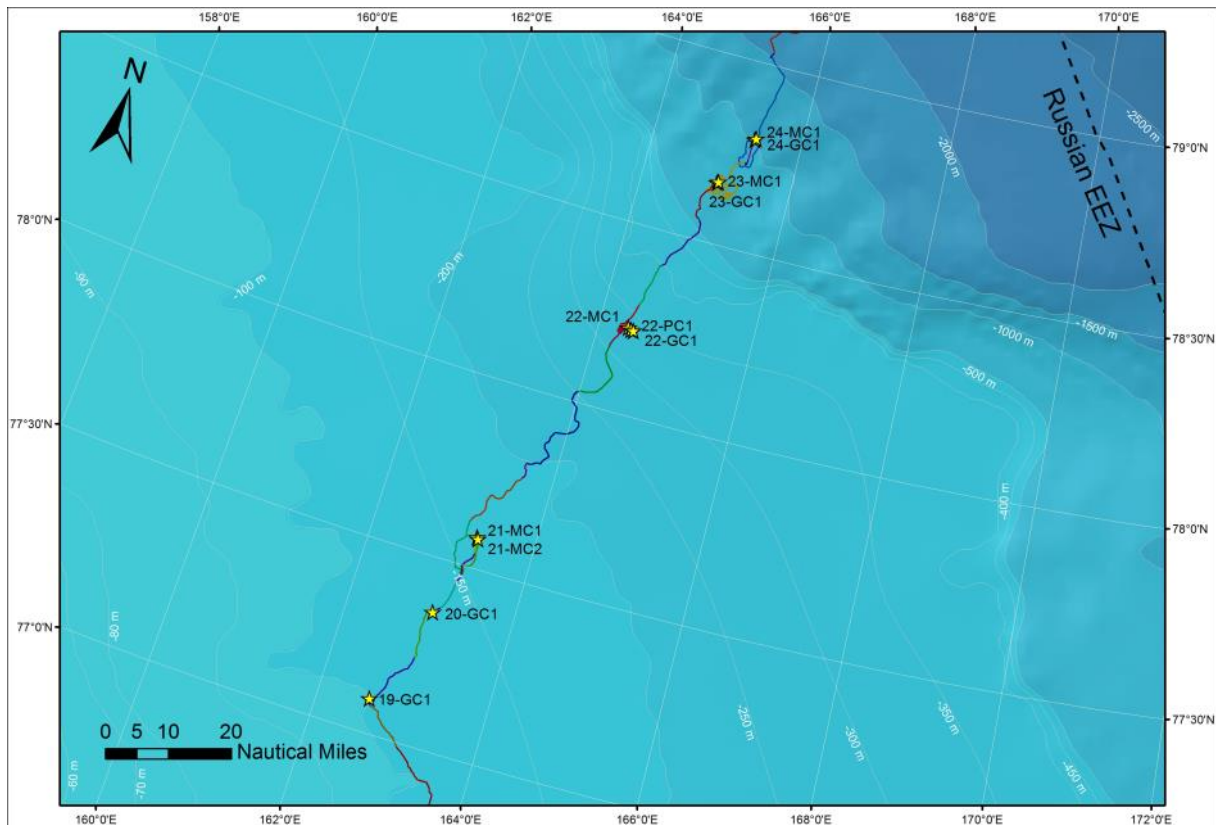 158°0'E
160°0'E
162°0'E
164°0'E
166°0'E
168°0'E
170°0'E
N
Russian EEZ
-2500 m
-2000 m
24-MC1
24-GC1
79°0'N
23-MC1
23-GC1
78°0'N
-200 m
-90 m
-100 m
22-MC1
22-PC1
22-GC1
-1000 m
-1500 m
78°30'N
-500 m
77°30'N
-400 m
21-MC1
21-MC2
78°0'N
-150 m
20-GC1
77°0'N
-80 m
19-GC1
-250 m
-300 m
-350 m
77°30'N
0 5 10 20
Nautical Miles
-60 m
-70 m
-450 m
160°0'E
162°0'E
164°0'E
166°0'E
168°0'E
170°0'E
172°0'E